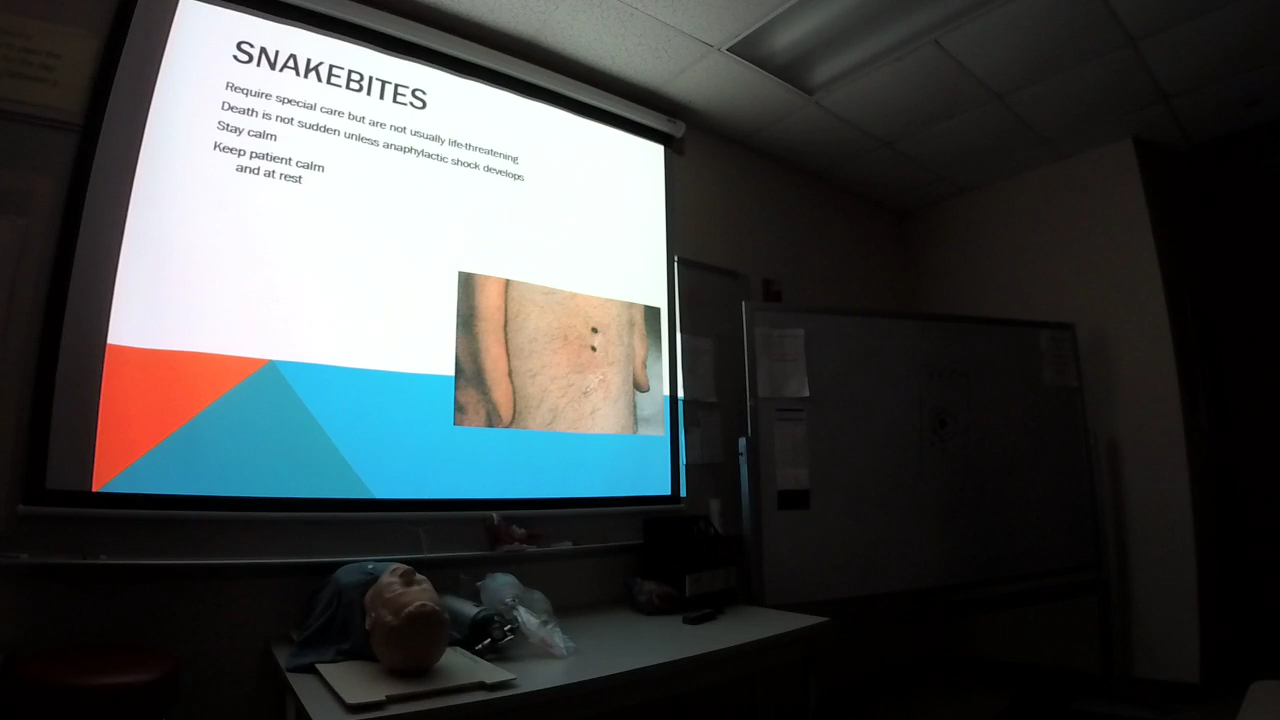 SNAKEBITES
Require special care but are not usually life-threatening
Death is not sudden unless anaphylactic shock develops
Stay calm
Keep patient calm
and at rest